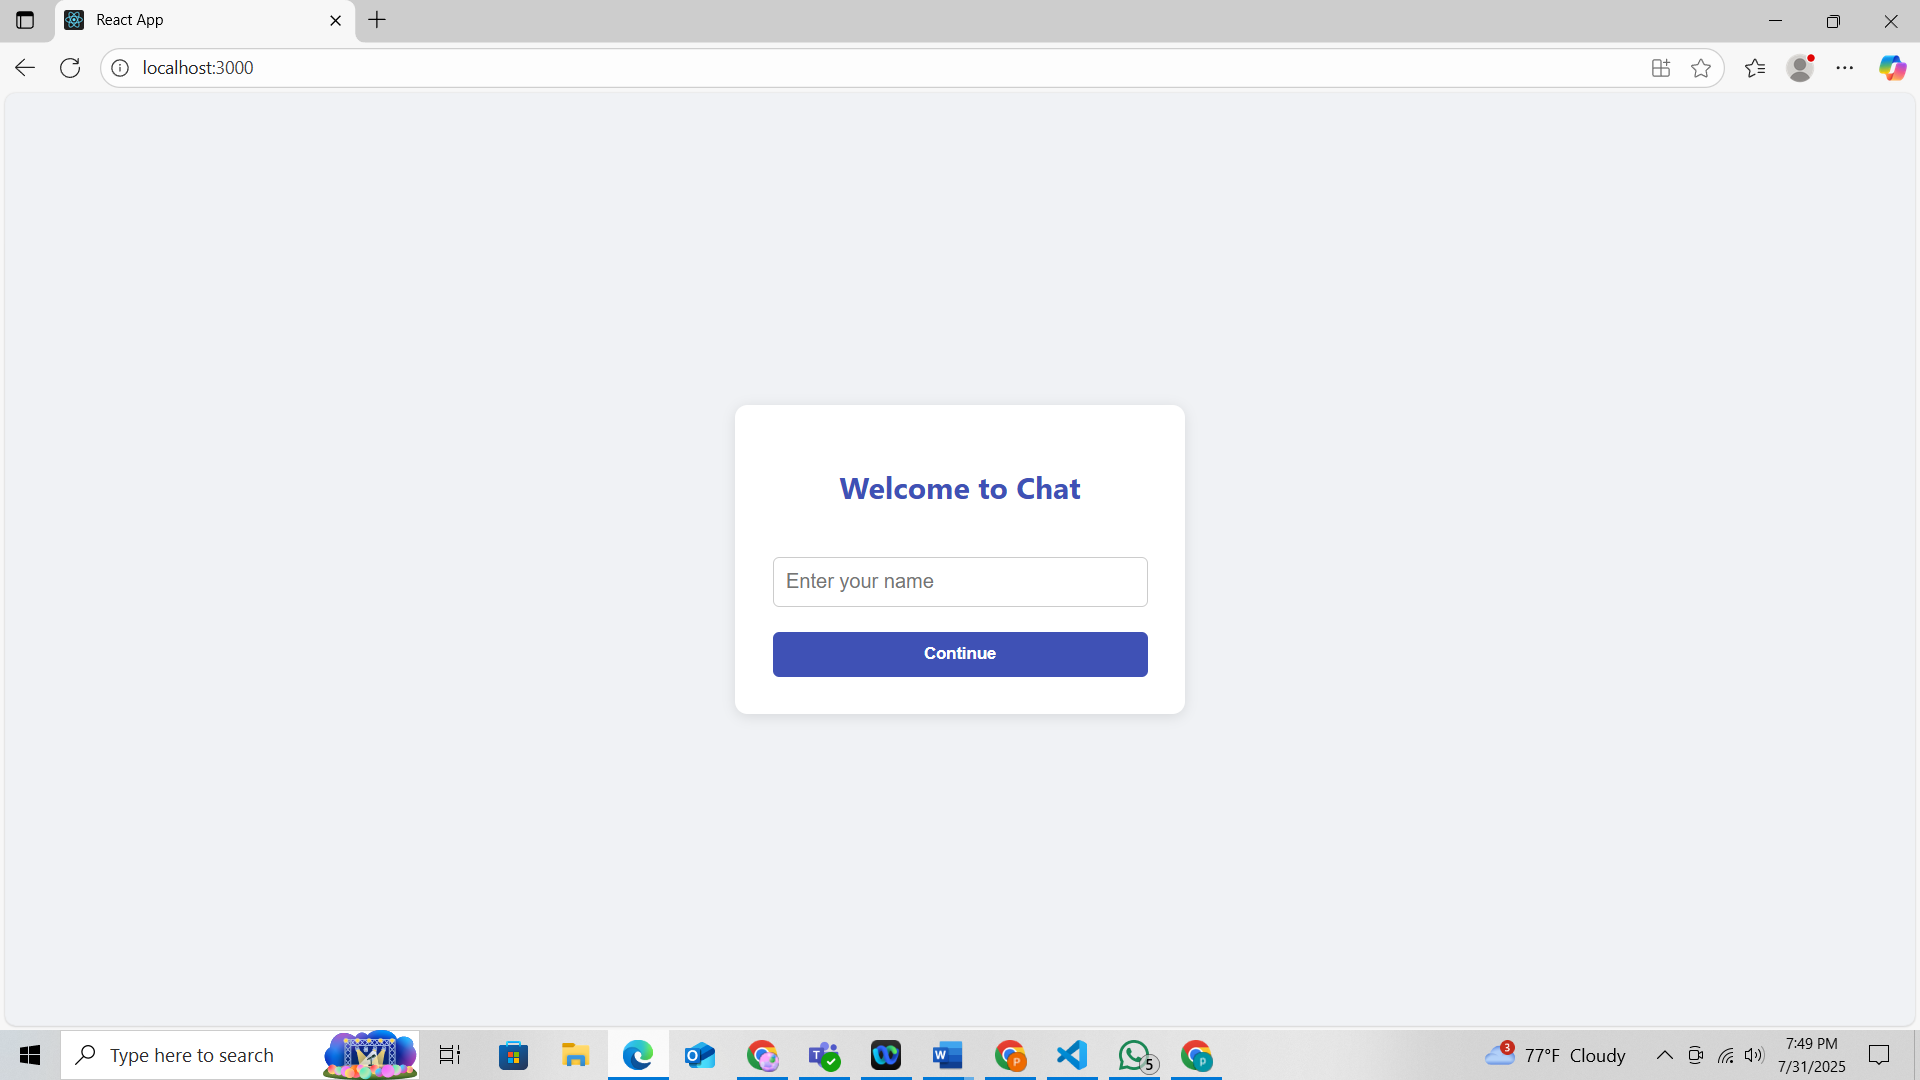 React App
localhost:3000
Welcome to Chat
Enter your name
Continue
Type here to search
5
3
77°F Cloudy
7:49 PM
7/31/2025